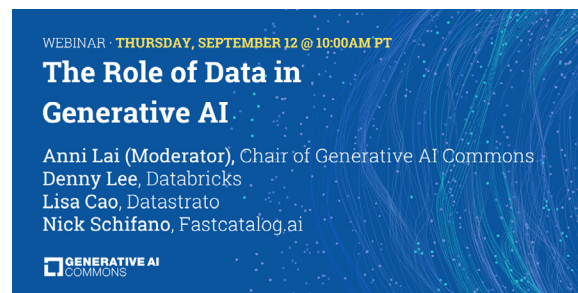 WEBINAR · THURSDAY, SEPTEMBER 12 @ 10:00AM PT
The Role of Data in
Generative AI
Anni Lai (Moderator), Chair of Generative AI Commons
Denny Lee, Databricks
Lisa Cao, Datastrato
Nick Schifano, Fastcatalog.ai
GENERATIVE AI
COMMONS